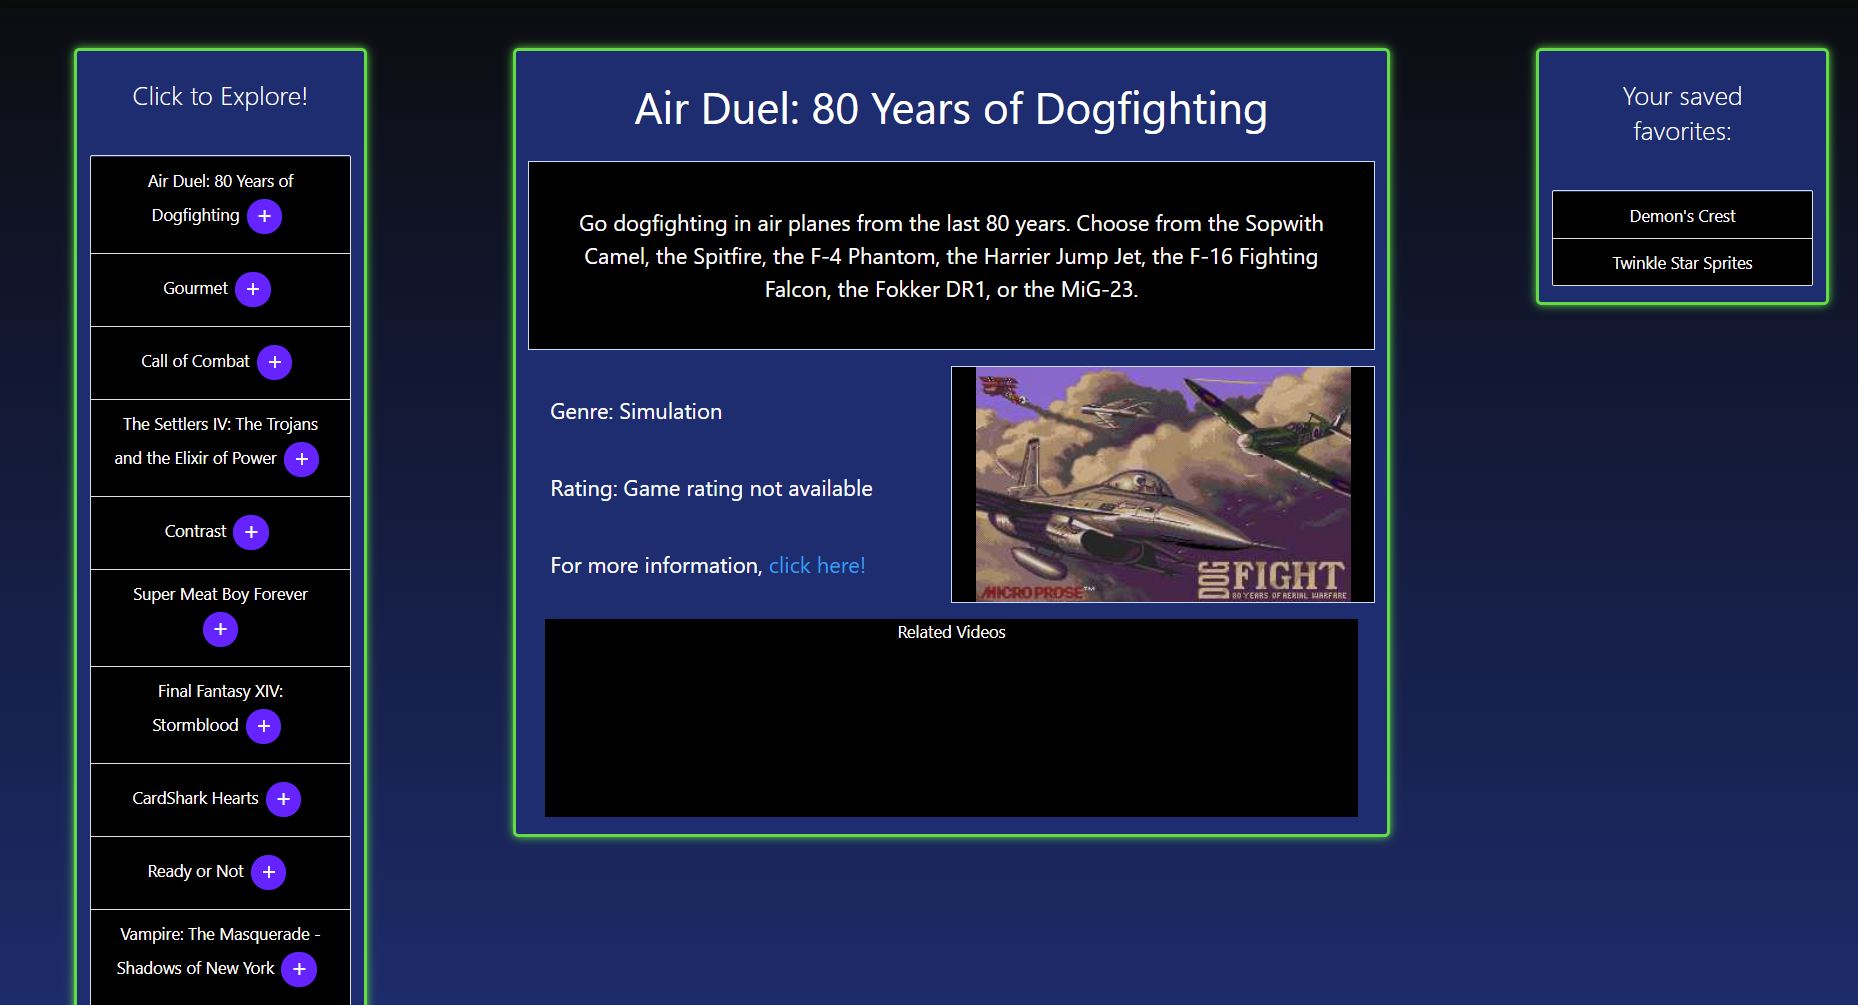 Click to Explore!
Air Duel: 80 Years of
Dogfighting +
Gourmet +
Call of Combat +
The Settlers IV: The Trojans
and the Elixir of Power +
Contrast +
Super Meat Boy Forever
+
Final Fantasy XIV:
Stormblood +
CardShark Hearts +
Ready or Not +
Vampire: The Masquerade -
Shadows of New York +
Air Duel: 80 Years of Dogfighting
Go dogfighting in air planes from the last 80 years. Choose from the Sopwith
Camel, the Spitfire, the F-4 Phantom, the Harrier Jump Jet, the F-16 Fighting
Falcon, the Fokker DR1, or the MiG-23.
Genre: Simulation
Rating: Game rating not available
For more information, click here!
DOG FIGHT
80 YEARS OF AERIAL WARFARE
MICROPROSE™
Related Videos
Your saved
favorites:
Demon's Crest
Twinkle Star Sprites